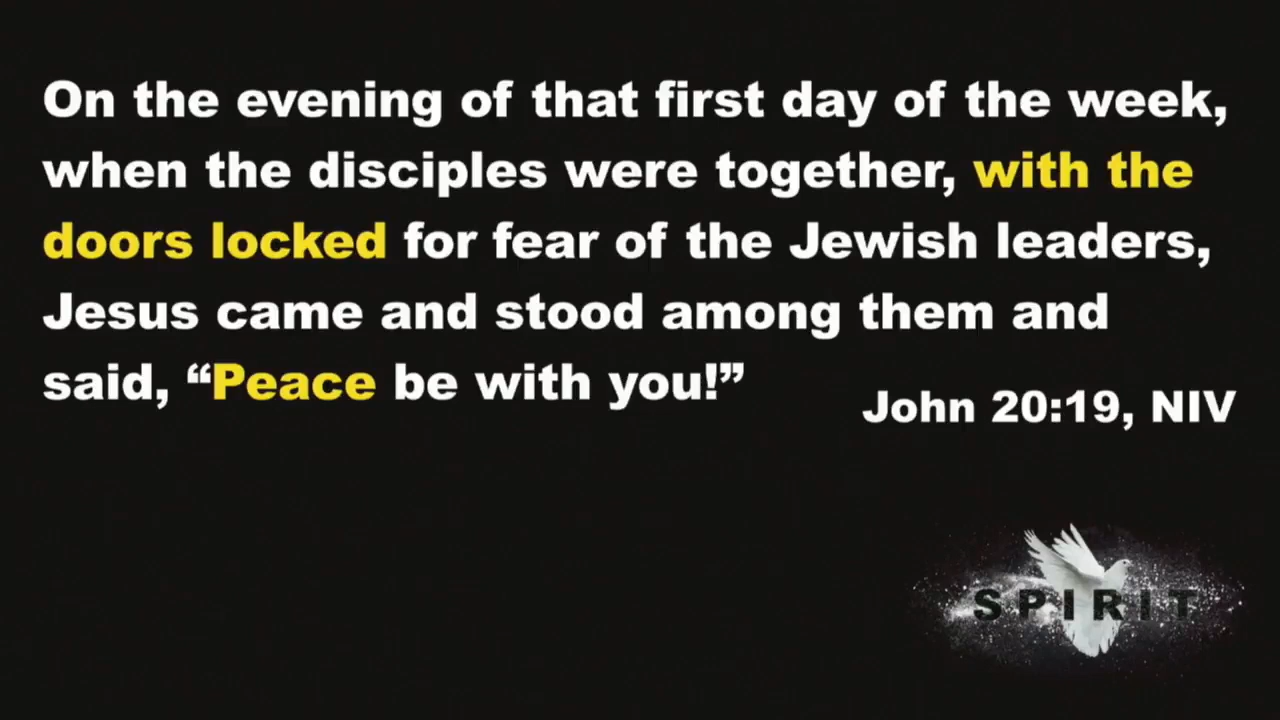 On the evening of that first day of the week,
when the disciples were together, with the
doors locked for fear of the Jewish leaders,
Jesus came and stood among them and
said, “Peace be with you!”
John 20:19, NIV
SPIRIT